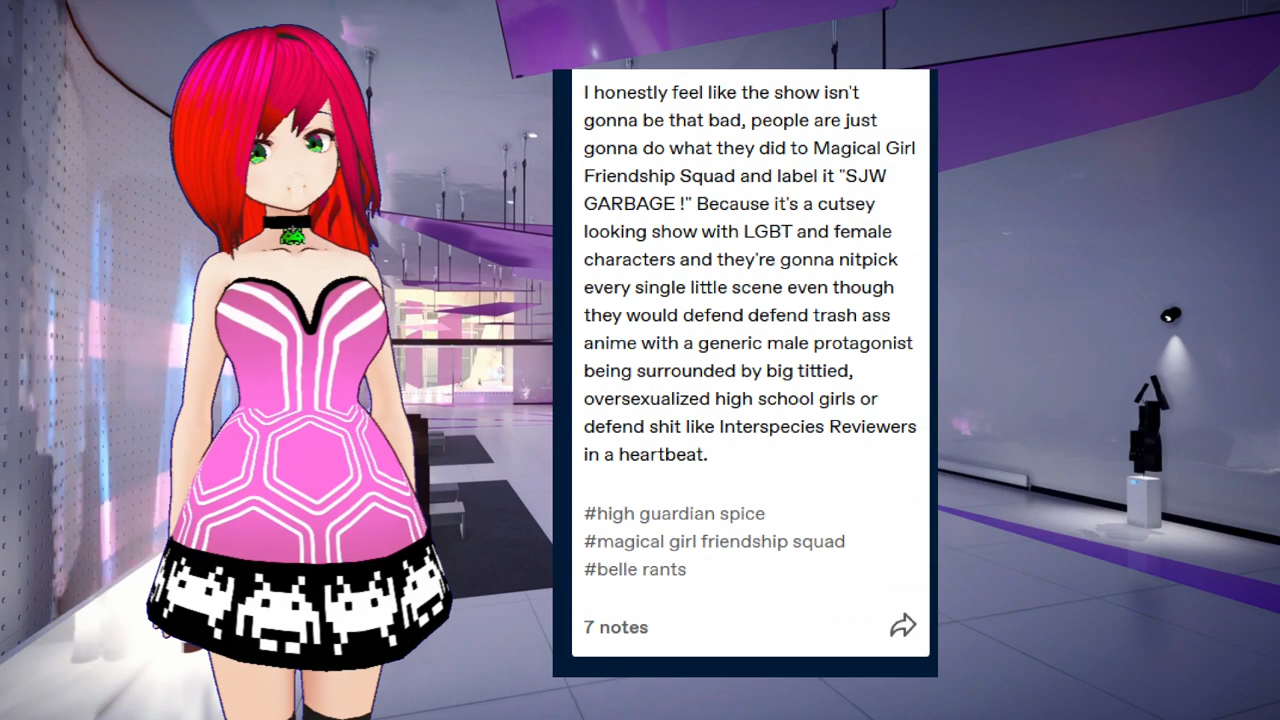 I honestly feel like the show isn't
gonna be that bad, people are just
gonna do what they did to Magical Girl
Friendship Squad and label it "SJW
GARBAGE !" Because it's a cutsey
looking show with LGBT and female
characters and they're gonna nitpick
every single little scene even though
they would defend defend trash ass
anime with a generic male protagonist
being surrounded by big tittied,
oversexualized high school girls or
defend shit like Interspecies Reviewers
in a heartbeat.
#high guardian spice
#magical girl friendship squad
#belle rants
7 notes